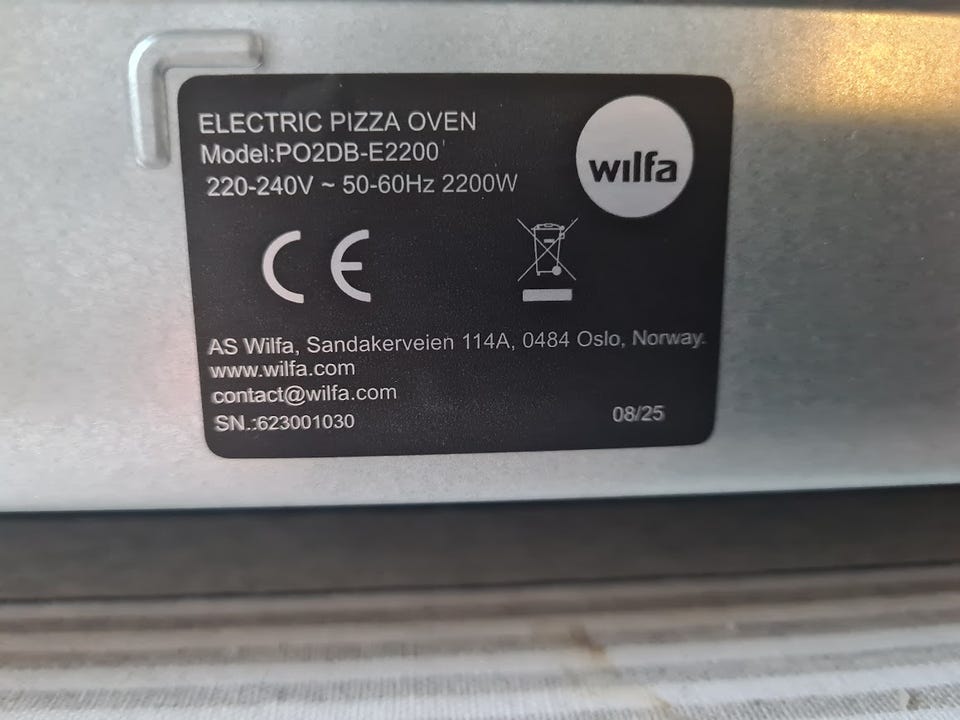 ELECTRIC PIZZA OVEN
Model:PO2DB-E2200
220-240V ~ 50-60Hz 2200W
wilfa
CE
AS Wilfa, Sandakerveien 114A, 0484 Oslo, Norway.
www.wilfa.com
contact@wilfa.com
SN.:623001030
08/25